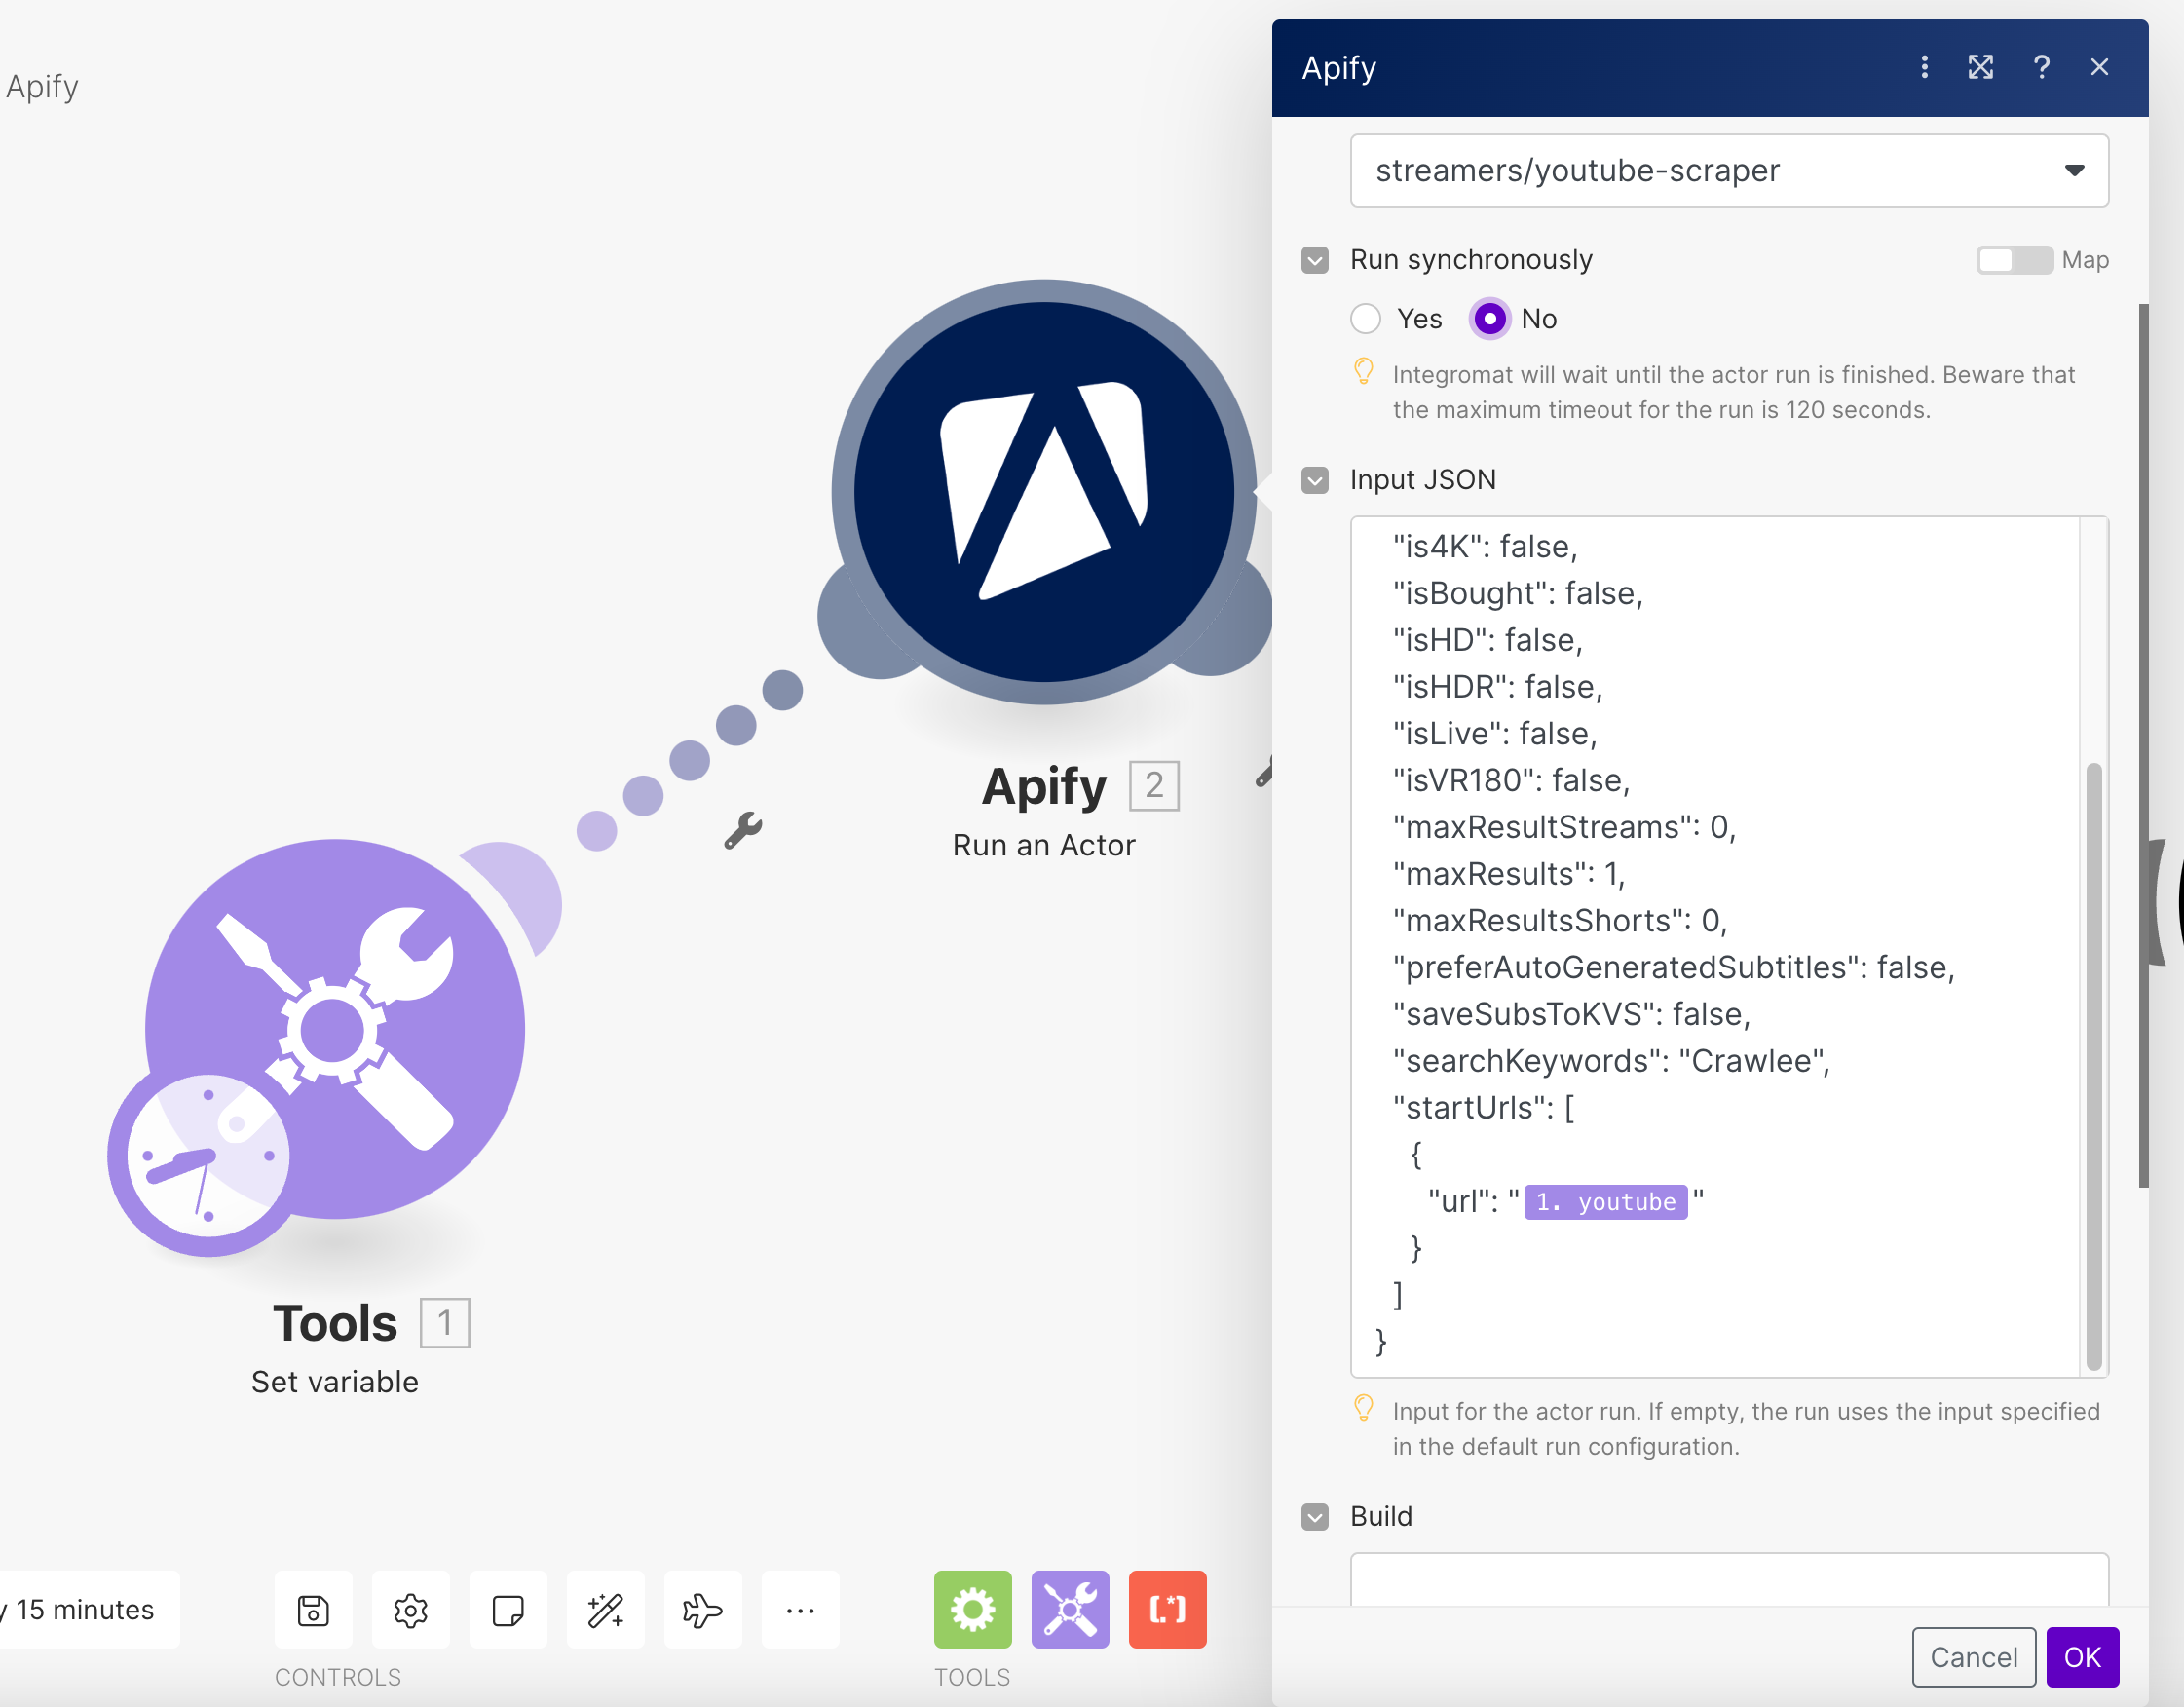 Apify
Apify
streamers/youtube-scraper
Run synchronously
Map
Yes
No
Integromat will wait until the actor run is finished. Beware that
the maximum timeout for the run is 120 seconds.
Input JSON
"is4K": false,
"isBought": false,
"isHD": false,
"isHDR": false,
"isLive": false,
"isVR180": false,
"maxResultStreams": 0,
"maxResults": 1,
"maxResultsShorts": 0,
"preferAutoGeneratedSubtitles": false,
"saveSubsToKVS": false,
"searchKeywords": "Crawlee",
"startUrls": [
{
"url": "1. youtube"
}
]
}
Input for the actor run. If empty, the run uses the input specified
in the default run configuration.
Build
Cancel
OK
Apify 2
Run an Actor
Tools 1
Set variable
y 15 minutes
CONTROLS
TOOLS